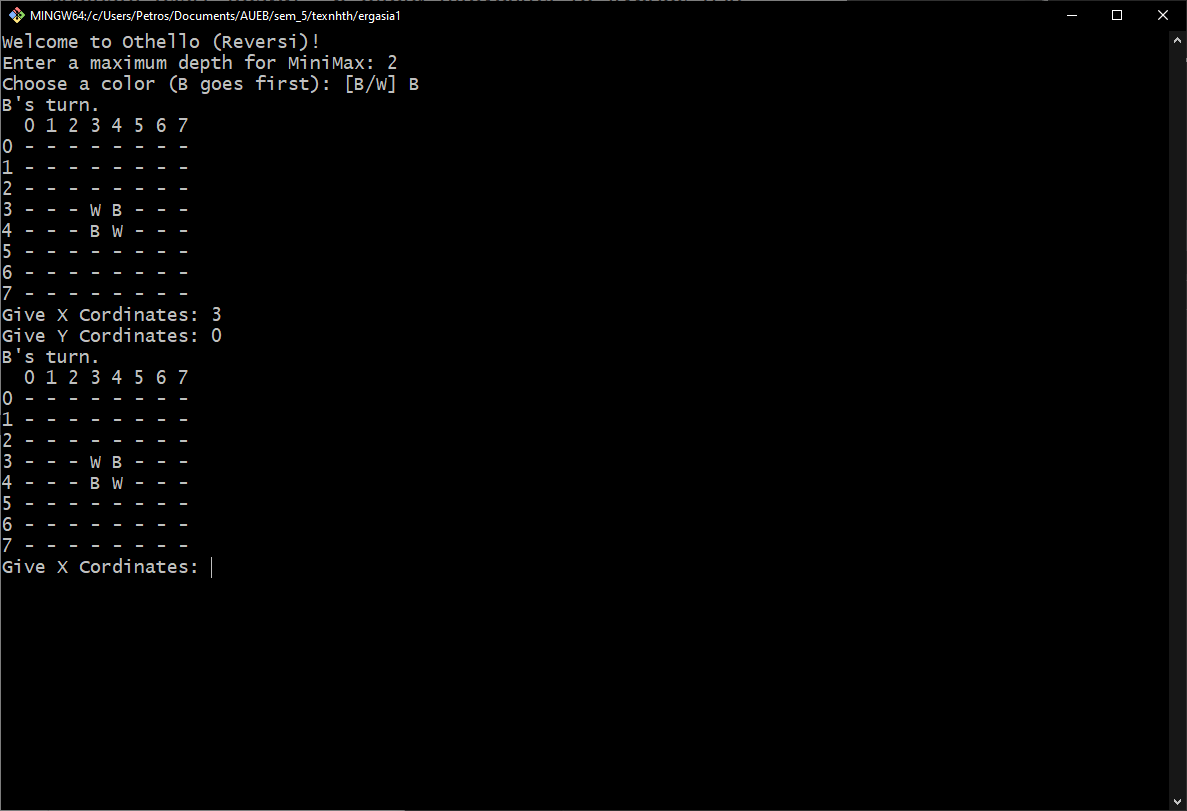 MINGW64:/c/Users/Petros/Documents/AUEB/sem_5/texnhth/ergasia1
Welcome to Othello (Reversi)!
Enter a maximum depth for MiniMax: 2
Choose a color (B goes first): [B/W] B
B's turn.
  0 1 2 3 4 5 6 7
0 - - - - - - - -
1 - - - - - - - -
2 - - - - - - - -
3 - - - W B - - -
4 - - - B W - - -
5 - - - - - - - -
6 - - - - - - - -
7 - - - - - - - -
Give X Cordinates: 3
Give Y Cordinates: 0
B's turn.
  0 1 2 3 4 5 6 7
0 - - - - - - - -
1 - - - - - - - -
2 - - - - - - - -
3 - - - W B - - -
4 - - - B W - - -
5 - - - - - - - -
6 - - - - - - - -
7 - - - - - - - -
Give X Cordinates: